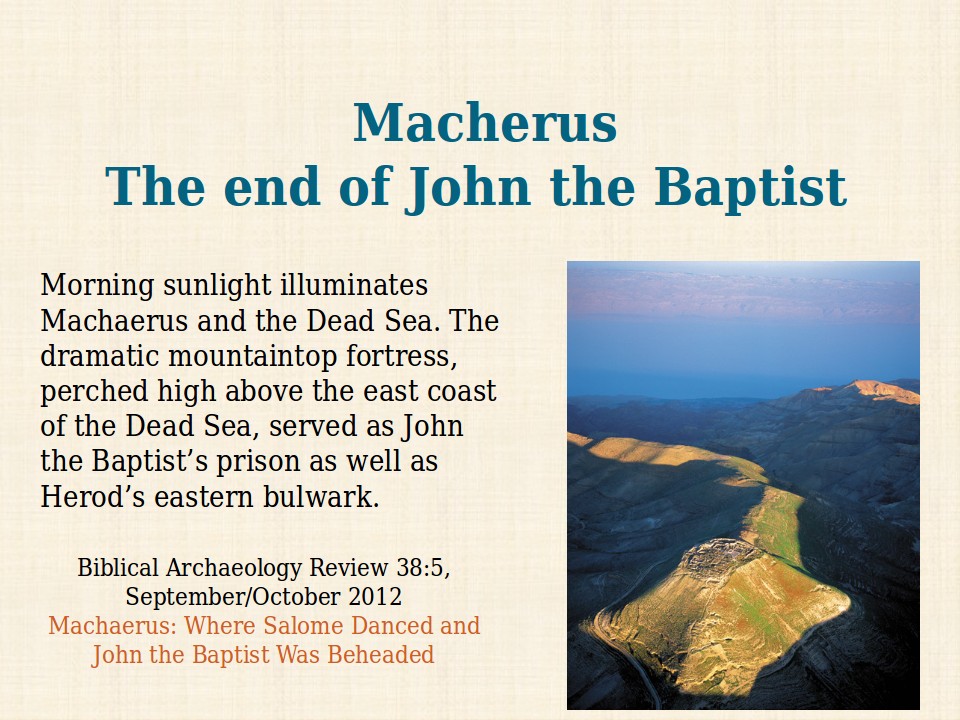 Macherus
The end of John the Baptist
Morning sunlight illuminates
Machaerus and the Dead Sea. The
dramatic mountaintop fortress,
perched high above the east coast
of the Dead Sea, served as John
the Baptist’s prison as well as
Herod’s eastern bulwark.
Biblical Archaeology Review 38:5,
September/October 2012
Machaerus: Where Salome Danced and
John the Baptist Was Beheaded